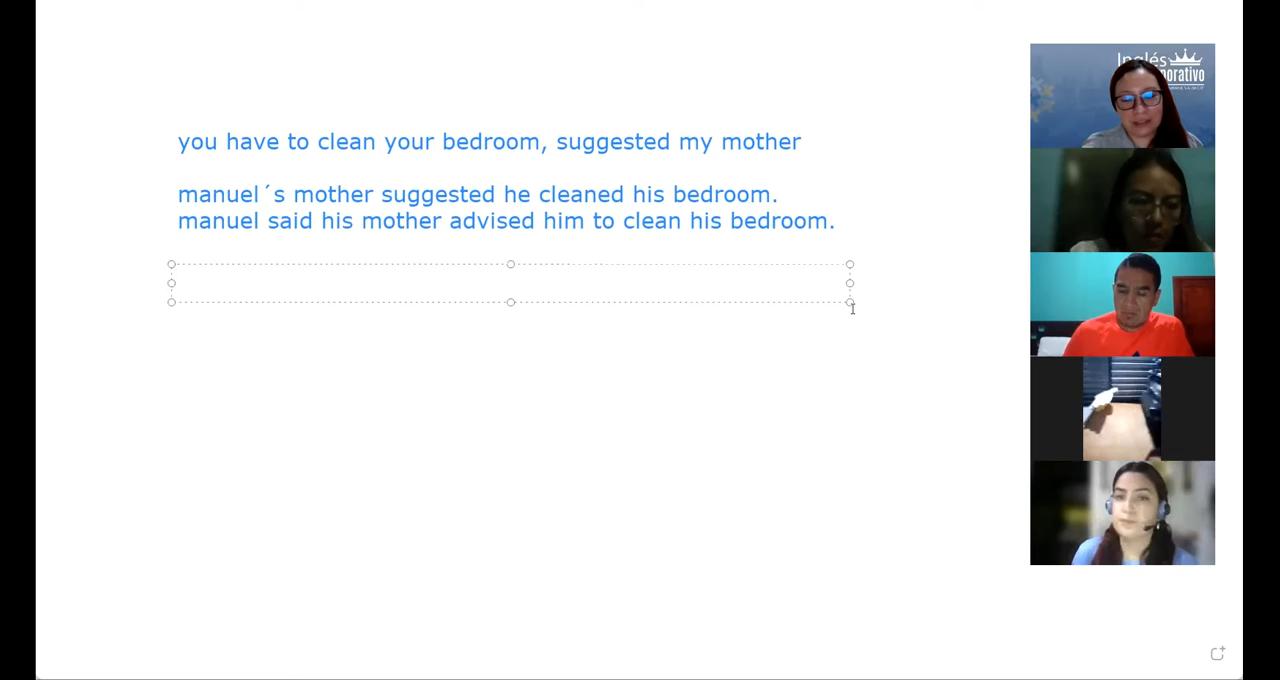 you have to clean your bedroom, suggested my mother
manuel´s mother suggested he cleaned his bedroom.
manuel said his mother advised him to clean his bedroom.
Inglés